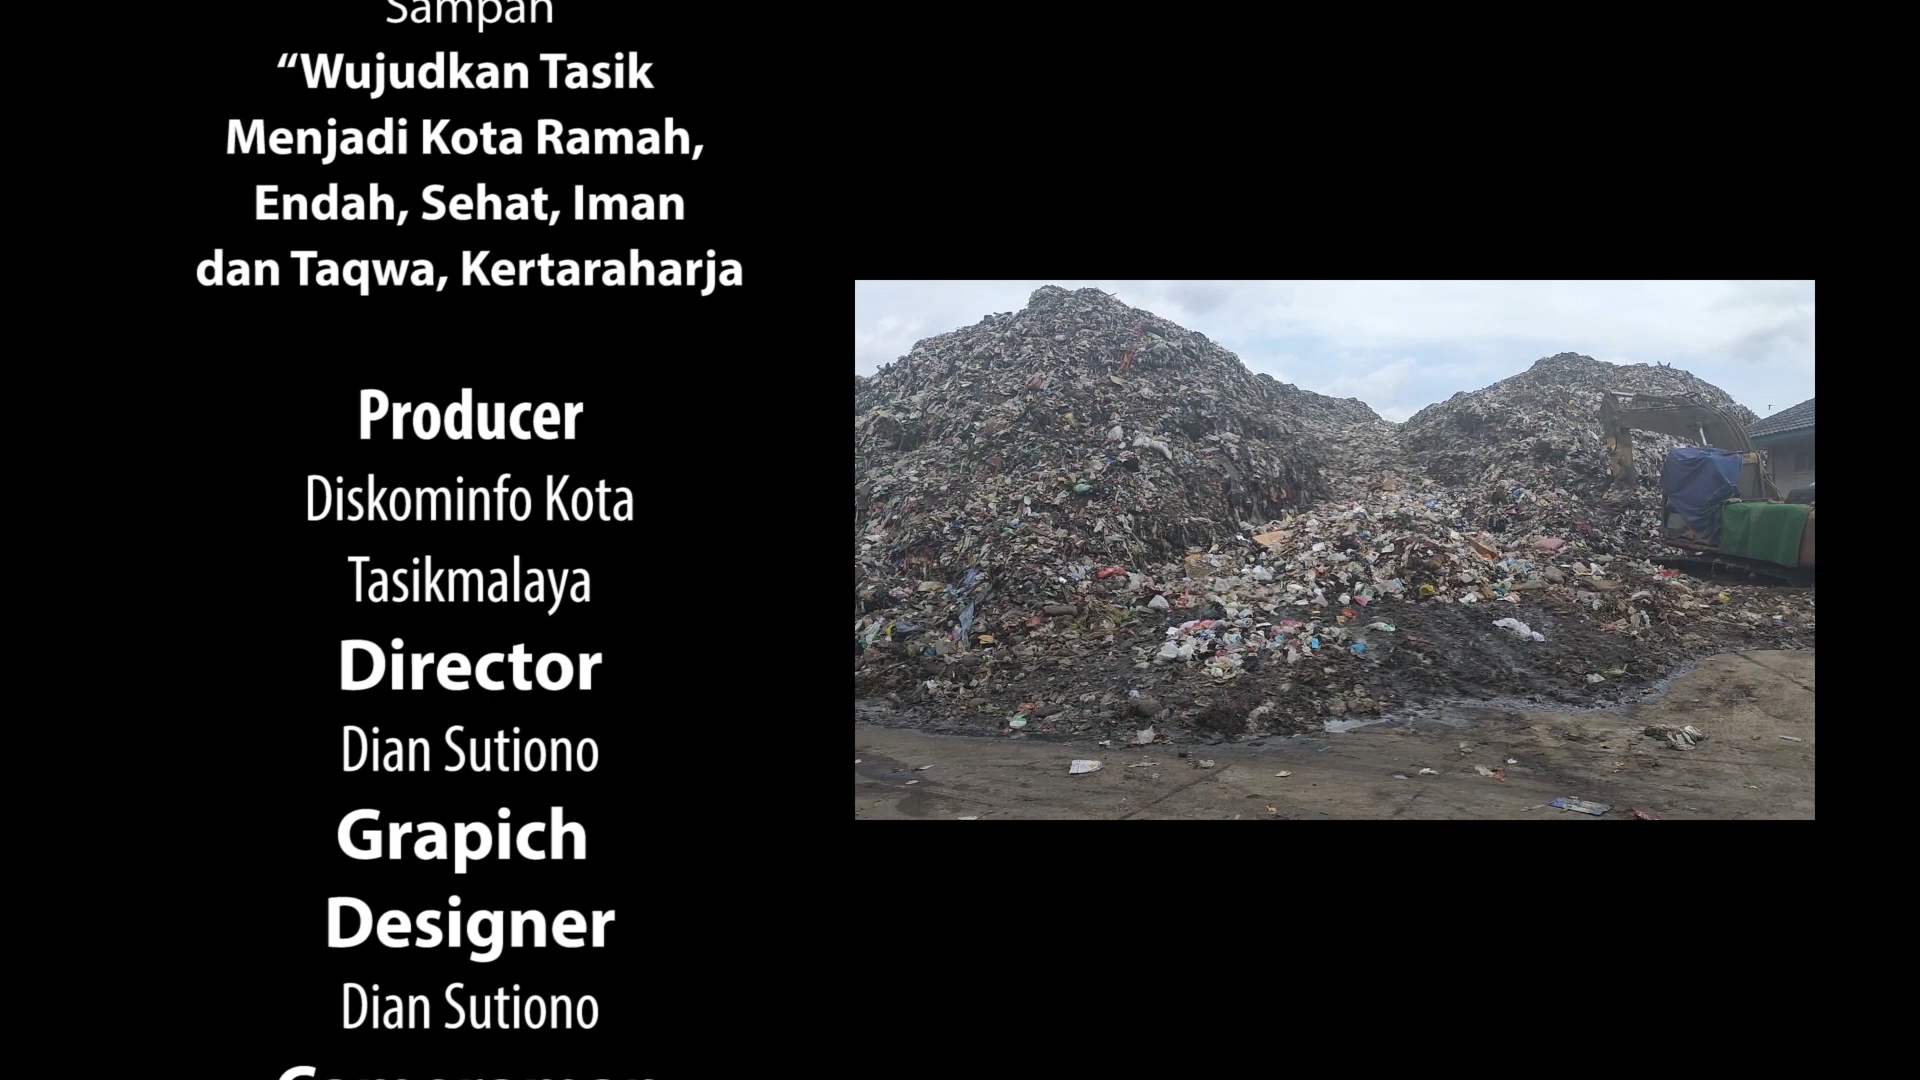 Sampah
“Wujudkan Tasik
Menjadi Kota Ramah,
Endah, Sehat, Iman
dan Taqwa, Kertaraharja
Producer
Diskominfo Kota
Tasikmalaya
Director
Dian Sutiono
Grapich
Designer
Dian Sutiono
Cameraman